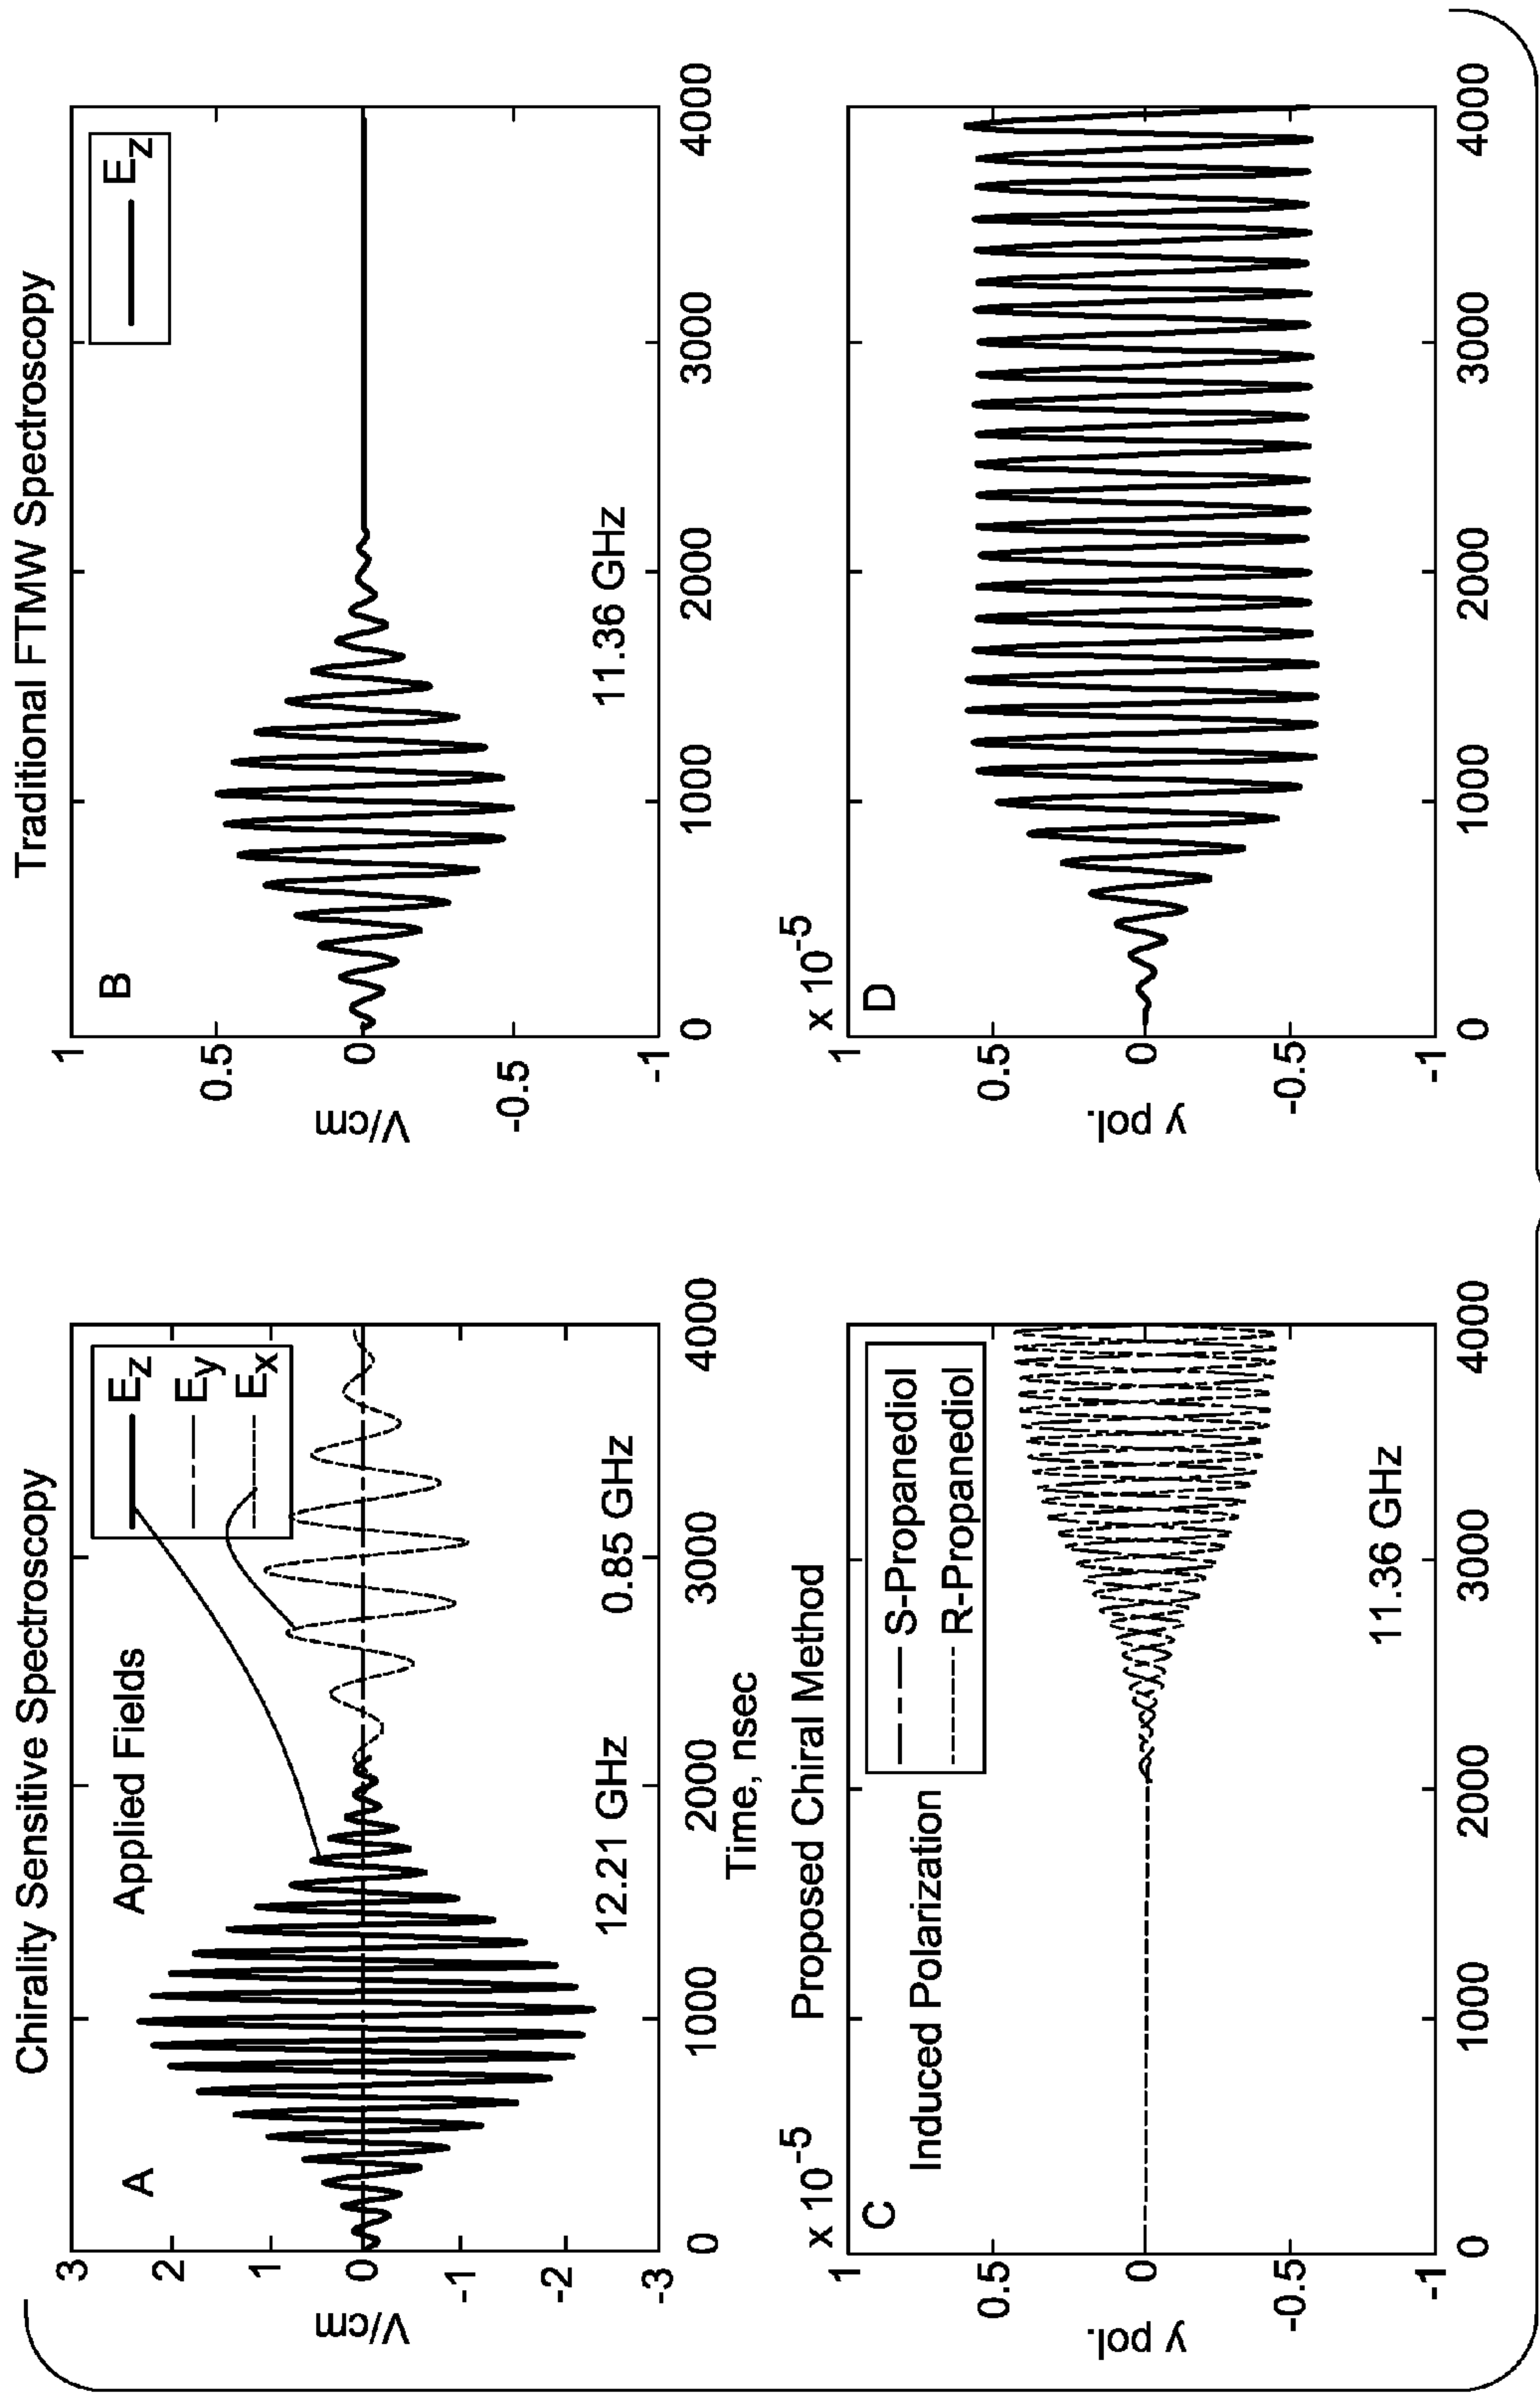 Chirality Sensitive Spectroscopy
A
Applied Fields
Ez
Ey
Ex
3
2
1
0
-1
-2
-3
V/cm
12.21 GHz
0.85 GHz
0
1000
2000
3000
4000
Time, nsec
Traditional FTMW Spectroscopy
B
Ez
1
0.5
0
-0.5
-1
V/cm
11.36 GHz
0
1000
2000
3000
4000
Proposed Chiral Method
x 10-5
C
Induced Polarization
S-Propanediol
R-Propanediol
1
0.5
0
-0.5
-1
y pol.
11.36 GHz
0
1000
2000
3000
4000
x 10-5
D
1
0.5
0
-0.5
-1
y pol.
0
1000
2000
3000
4000